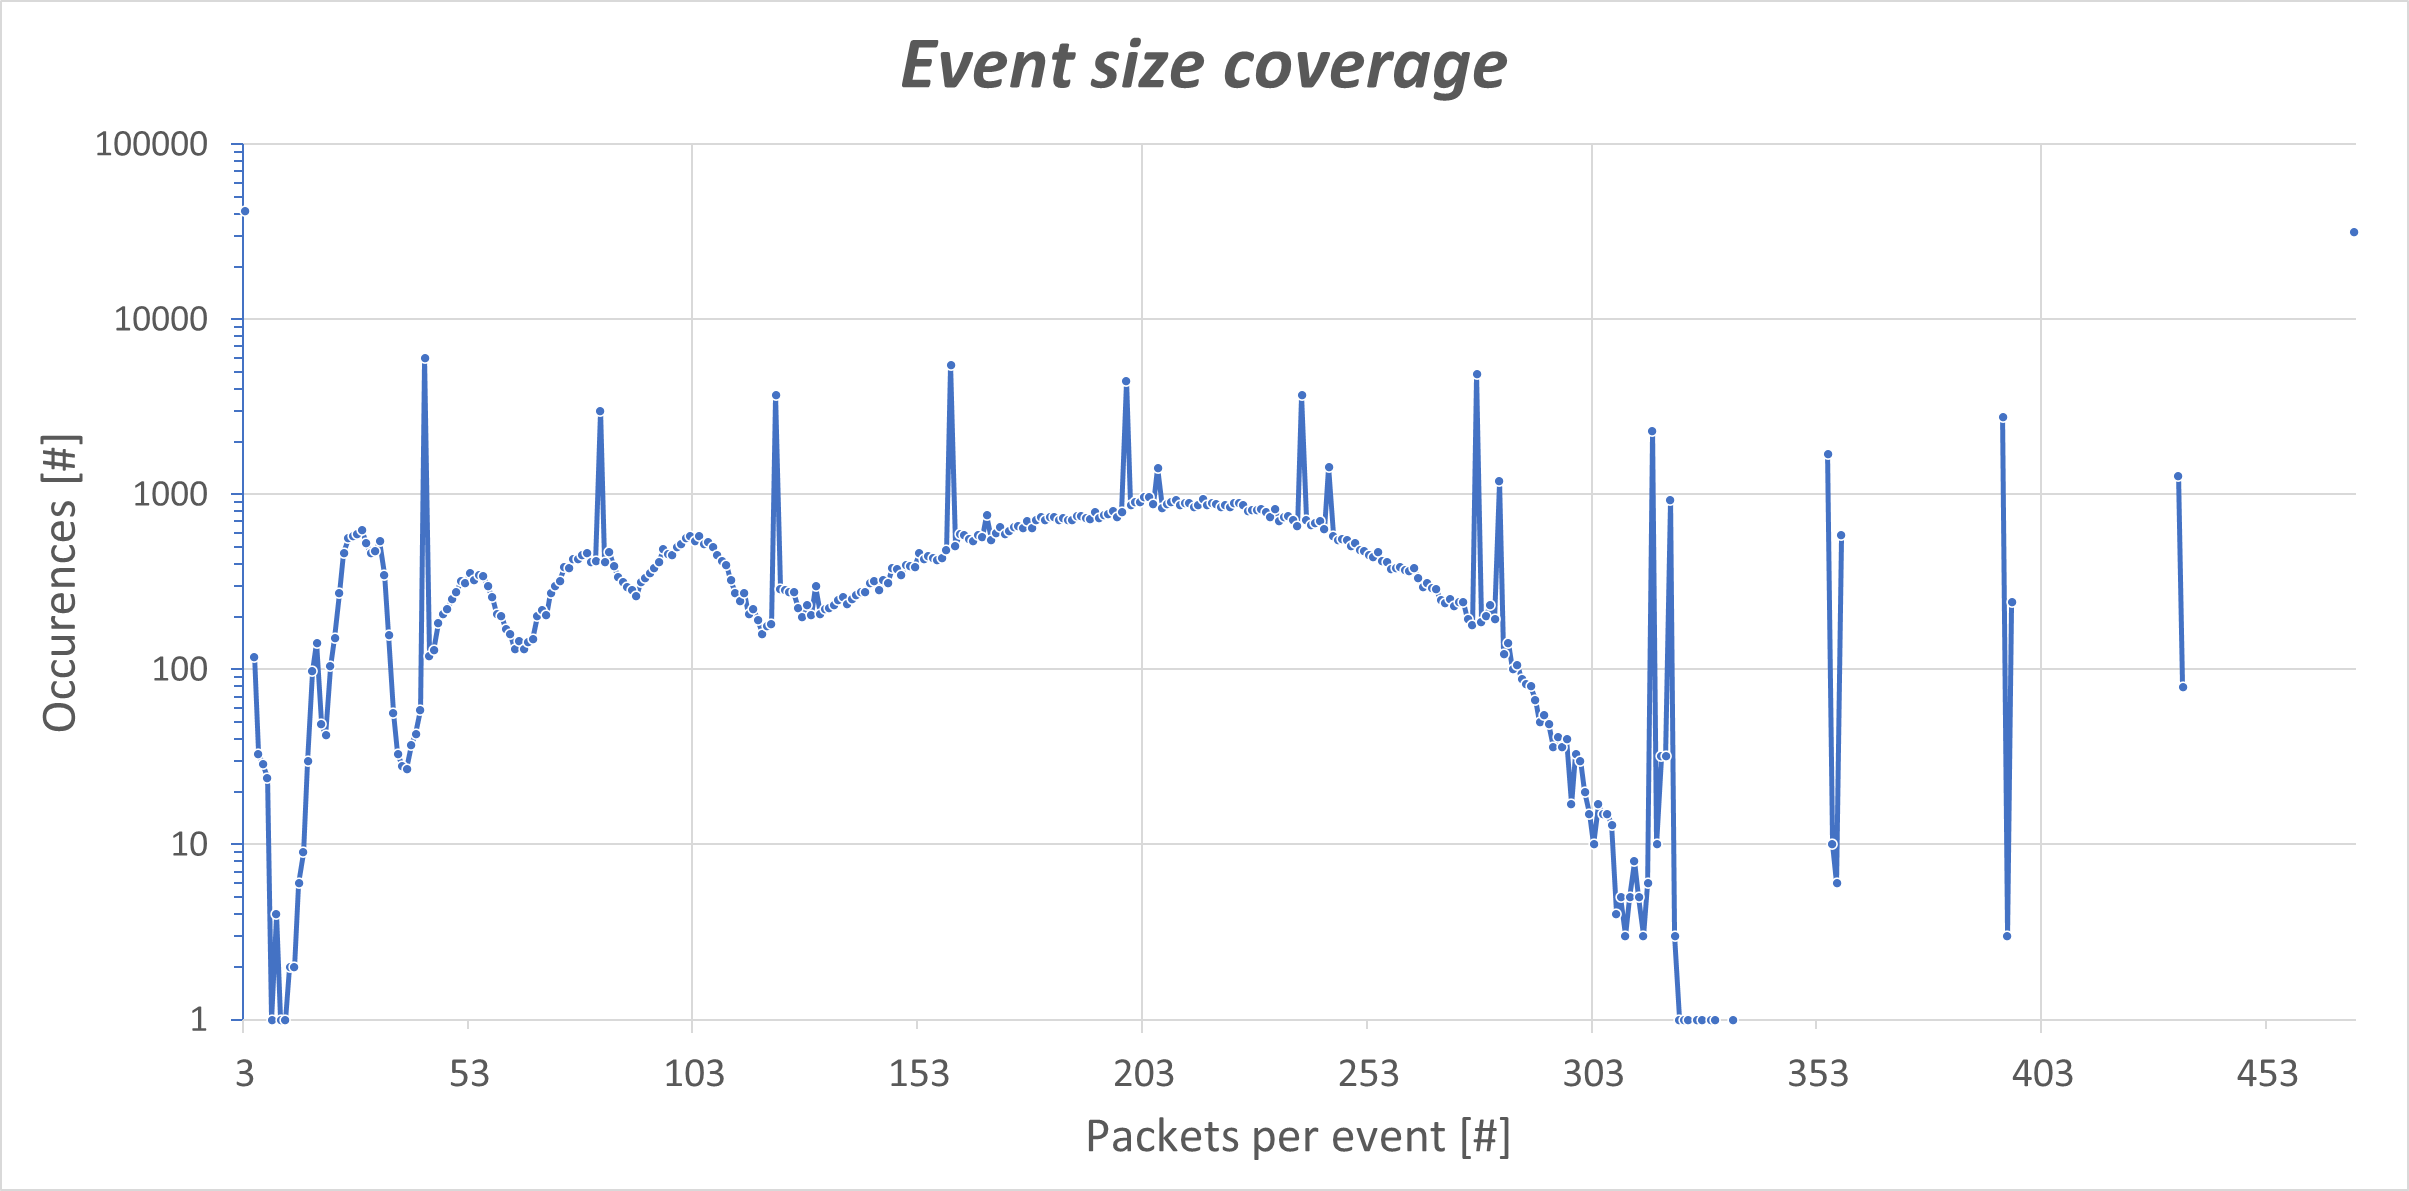 Event size coverage
Occurences [#]
100000
10000
1000
100
10
1
3 53 103 153 203 253 303 353 403 453
Packets per event [#]